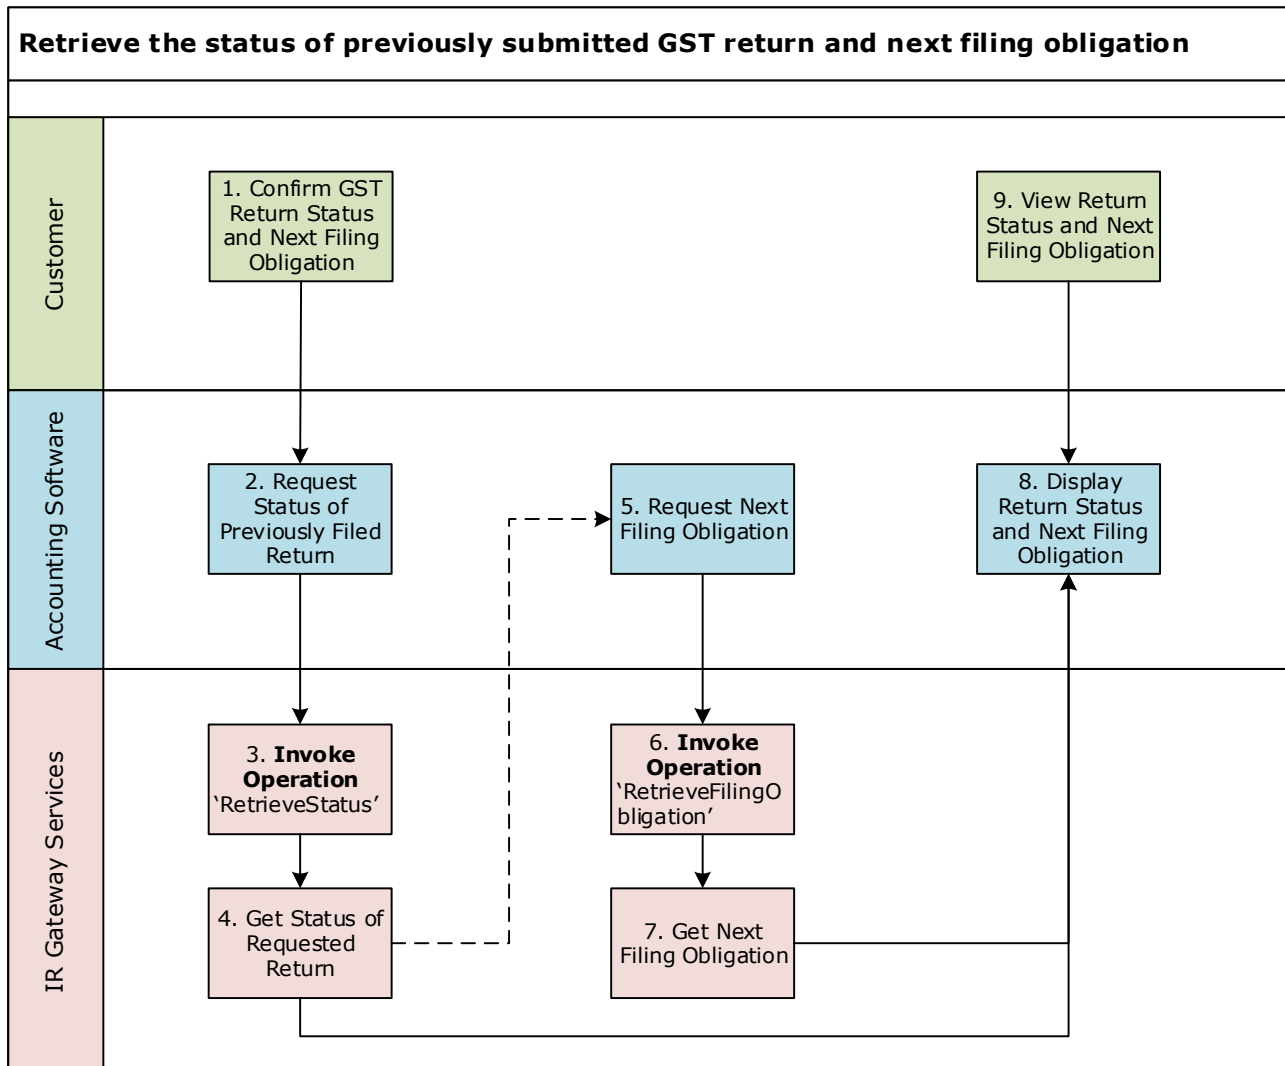 Retrieve the status of previously submitted GST return and next filing obligation
Customer
1. Confirm GST
Return Status
and Next Filing
Obligation
9. View Return
Status and Next
Filing Obligation
Accounting Software
2. Request
Status of
Previously Filed
Return
5. Request Next
Filing Obligation
8. Display
Return Status
and Next Filing
Obligation
IR Gateway Services
3. Invoke
Operation
‘RetrieveStatus’
6. Invoke
Operation
‘RetrieveFilingO
bligation’
4. Get Status of
Requested
Return
7. Get Next
Filing Obligation